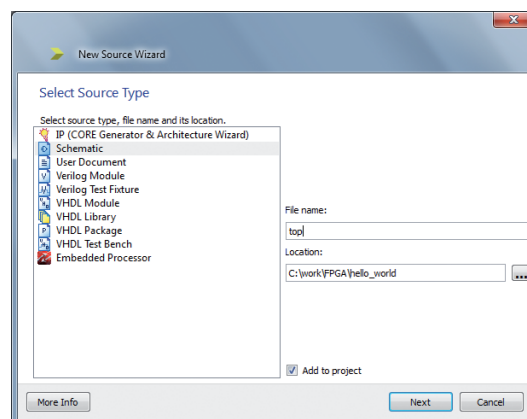 New Source Wizard
Select Source Type
Select source type, file name and its location.
IP (CORE Generator & Architecture Wizard)
Schematic
User Document
Verilog Module
Verilog Test Fixture
VHDL Module
VHDL Library
VHDL Package
VHDL Test Bench
Embedded Processor
File name:
top
Location:
C:\work\FPGA\hello_world
...
Add to project
More Info
Next
Cancel